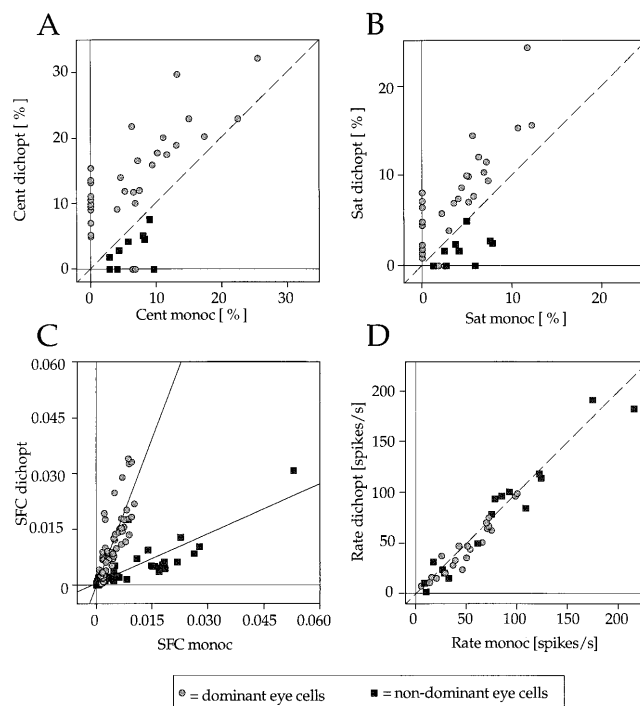 A
B
Cent dichopt [ % ]
30
20
10
0
0
10
20
30
Cent monoc [ % ]
Sat dichopt [ % ]
20
10
0
0
10
20
Sat monoc [ % ]
C
D
SFC dichopt
0.060
0.045
0.030
0.015
0
0
0.015
0.030
0.045
0.060
SFC monoc
Rate dichopt [spikes/s]
200
150
100
50
0
0
50
100
150
200
Rate monoc [spikes/s]
= dominant eye cells
= non-dominant eye cells